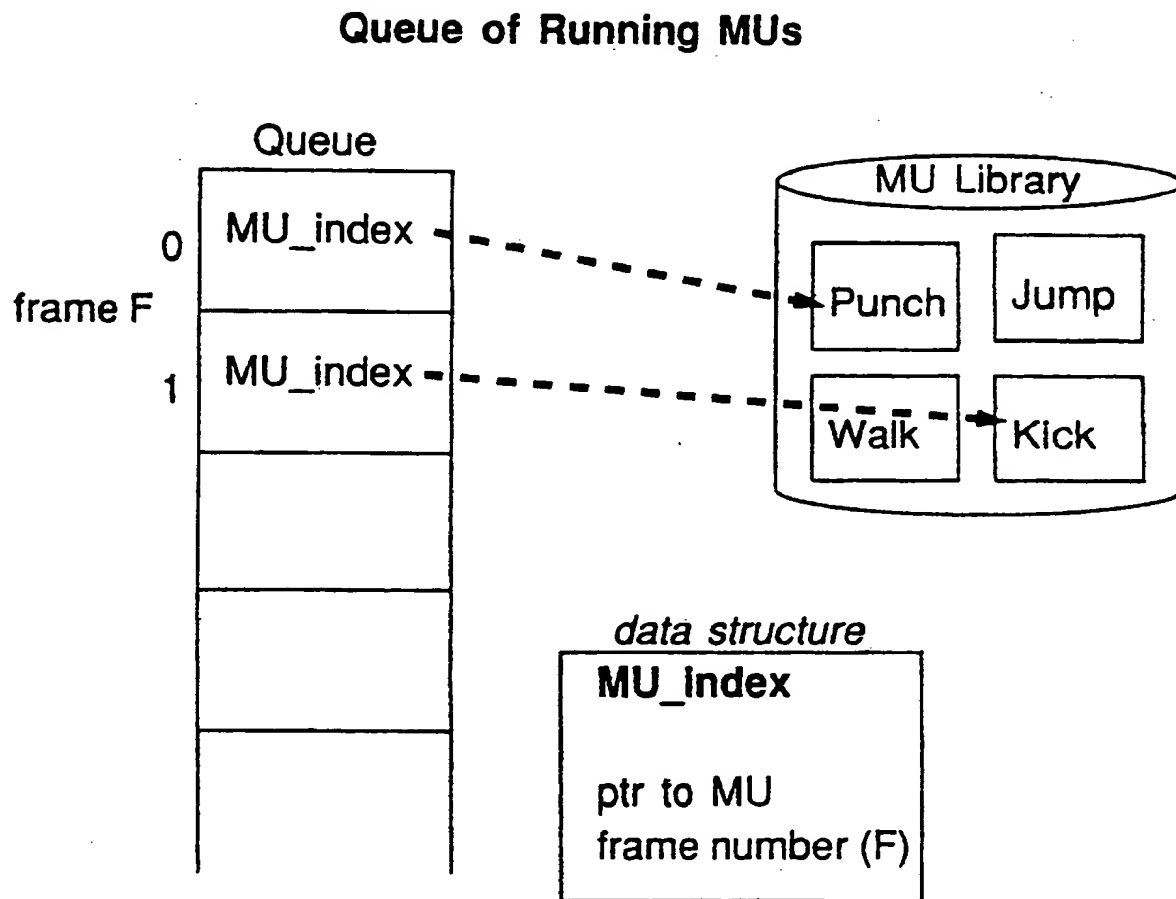 Queue of Running MUs
Queue
0
MU_index
frame F
1
MU_index
MU Library
Punch
Jump
Walk
Kick
data structure
MU_index
ptr to MU
frame number (F)